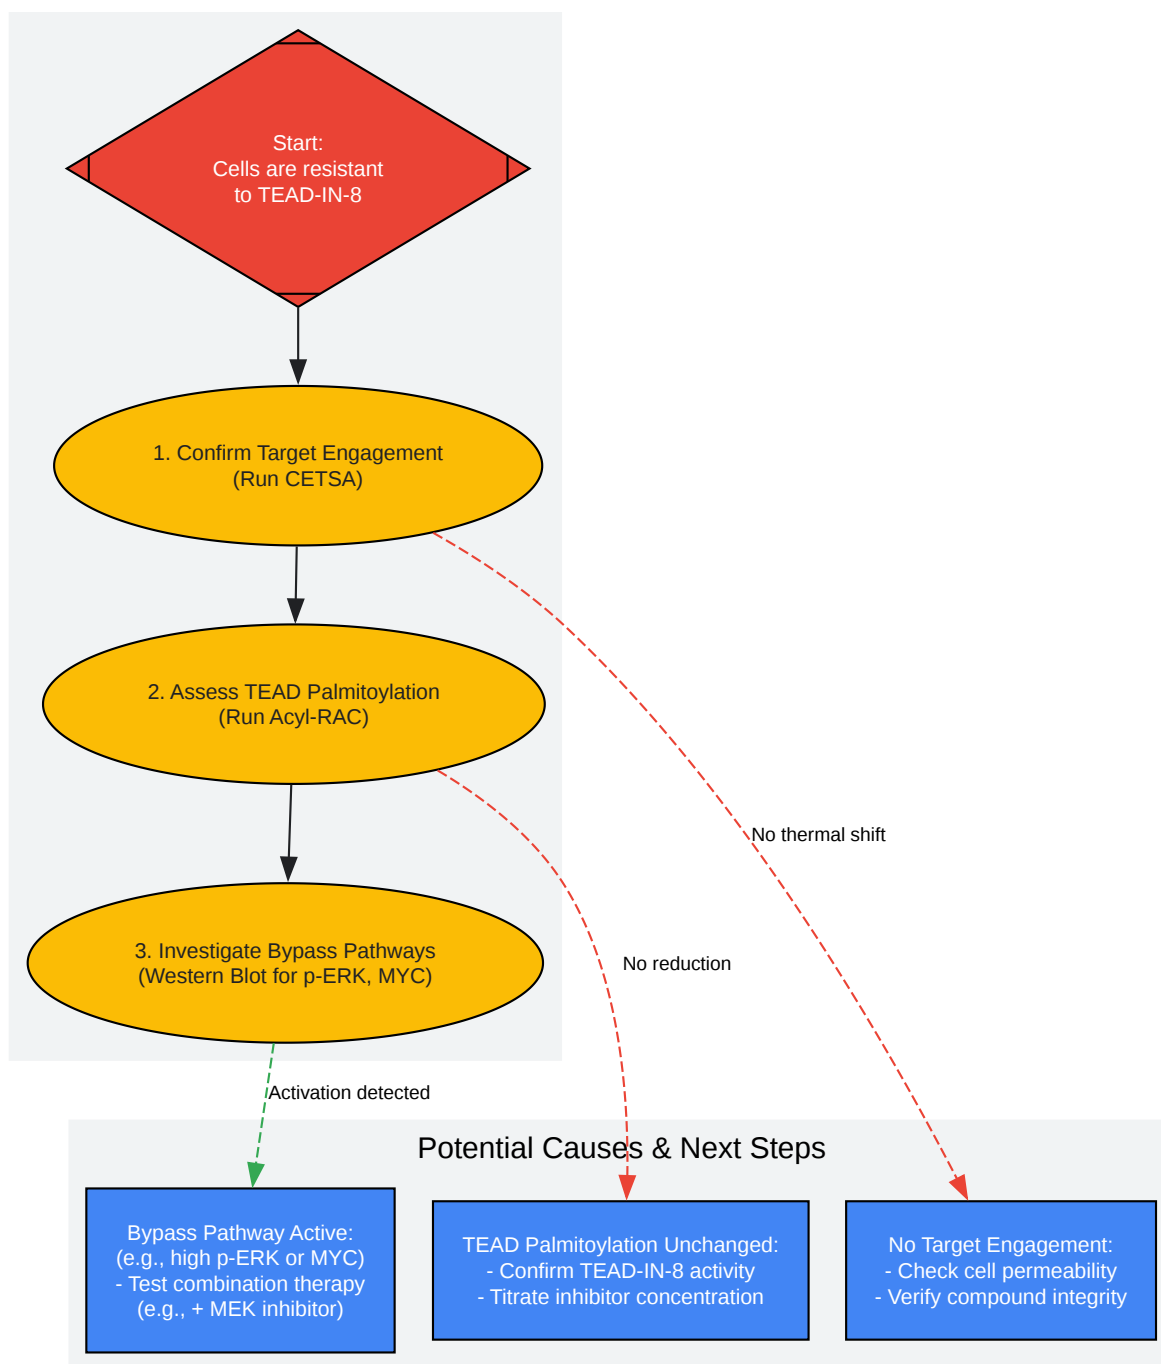 Start:
Cells are resistant
to TEAD-IN-8
1. Confirm Target Engagement
(Run CETSA)
2. Assess TEAD Palmitoylation
(Run Acyl-RAC)
No thermal shift
3. Investigate Bypass Pathways
(Western Blot for p-ERK, MYC)
No reduction
Activation detected
Potential Causes & Next Steps
Bypass Pathway Active:
(e.g., high p-ERK or MYC)
- Test combination therapy
(e.g., + MEK inhibitor)
TEAD Palmitoylation Unchanged:
- Confirm TEAD-IN-8 activity
- Titrate inhibitor concentration
No Target Engagement:
- Check cell permeability
- Verify compound integrity